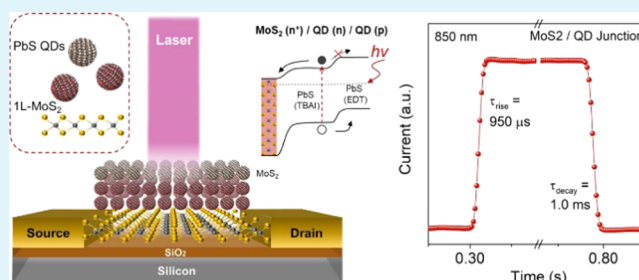 PbS QDs
1L-MoS₂
Laser
Source
Drain
SiO₂
Silicon
MoS₂ (n⁺) / QD (n) / QD (p)
hν
PbS
(TBAI)
PbS
(EDT)
MoS₂
850 nm
MoS2 / QD Junction
Current (a.u.)
τrise =
950 μs
τdecay =
1.0 ms
0.30
0.80
Time (s)